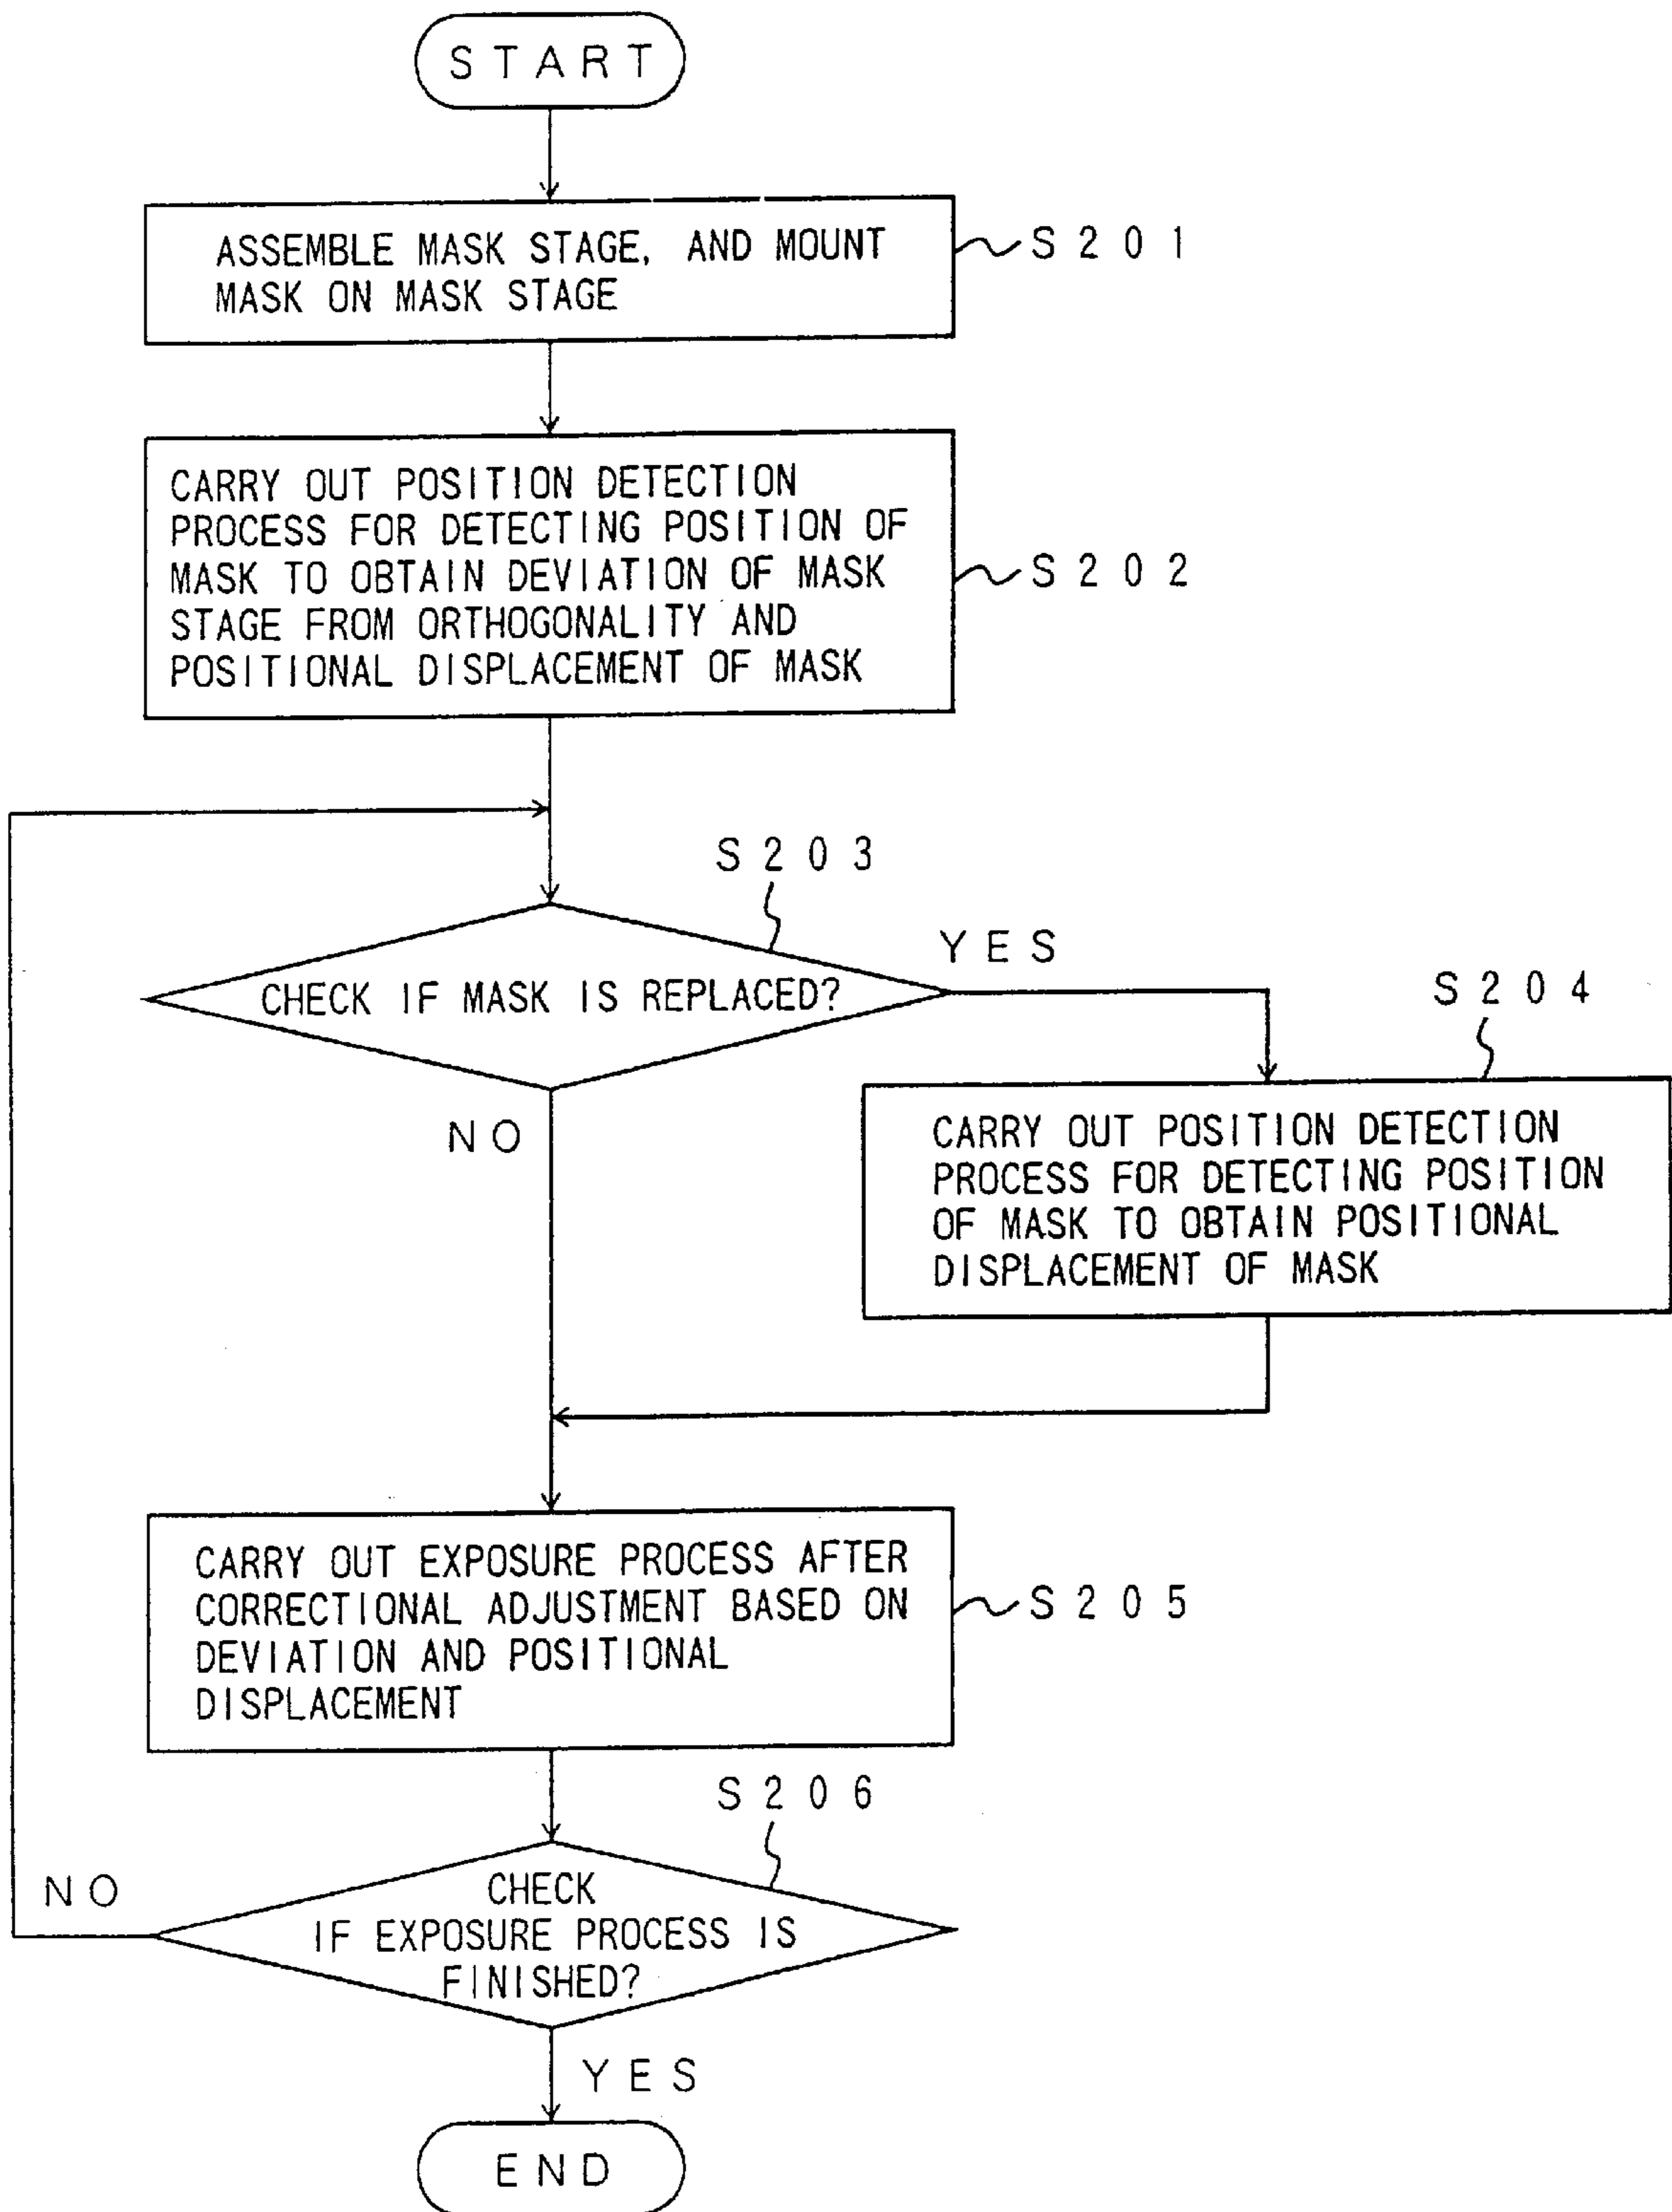 START
ASSEMBLE MASK STAGE, AND MOUNT
MASK ON MASK STAGE
S201
CARRY OUT POSITION DETECTION
PROCESS FOR DETECTING POSITION OF
MASK TO OBTAIN DEVIATION OF MASK
STAGE FROM ORTHOGONALITY AND
POSITIONAL DISPLACEMENT OF MASK
S202
S203
CHECK IF MASK IS REPLACED?
YES
NO
S204
CARRY OUT POSITION DETECTION
PROCESS FOR DETECTING POSITION
OF MASK TO OBTAIN POSITIONAL
DISPLACEMENT OF MASK
CARRY OUT EXPOSURE PROCESS AFTER
CORRECTIONAL ADJUSTMENT BASED ON
DEVIATION AND POSITIONAL
DISPLACEMENT
S205
S206
CHECK
IF EXPOSURE PROCESS IS
FINISHED?
NO
YES
END